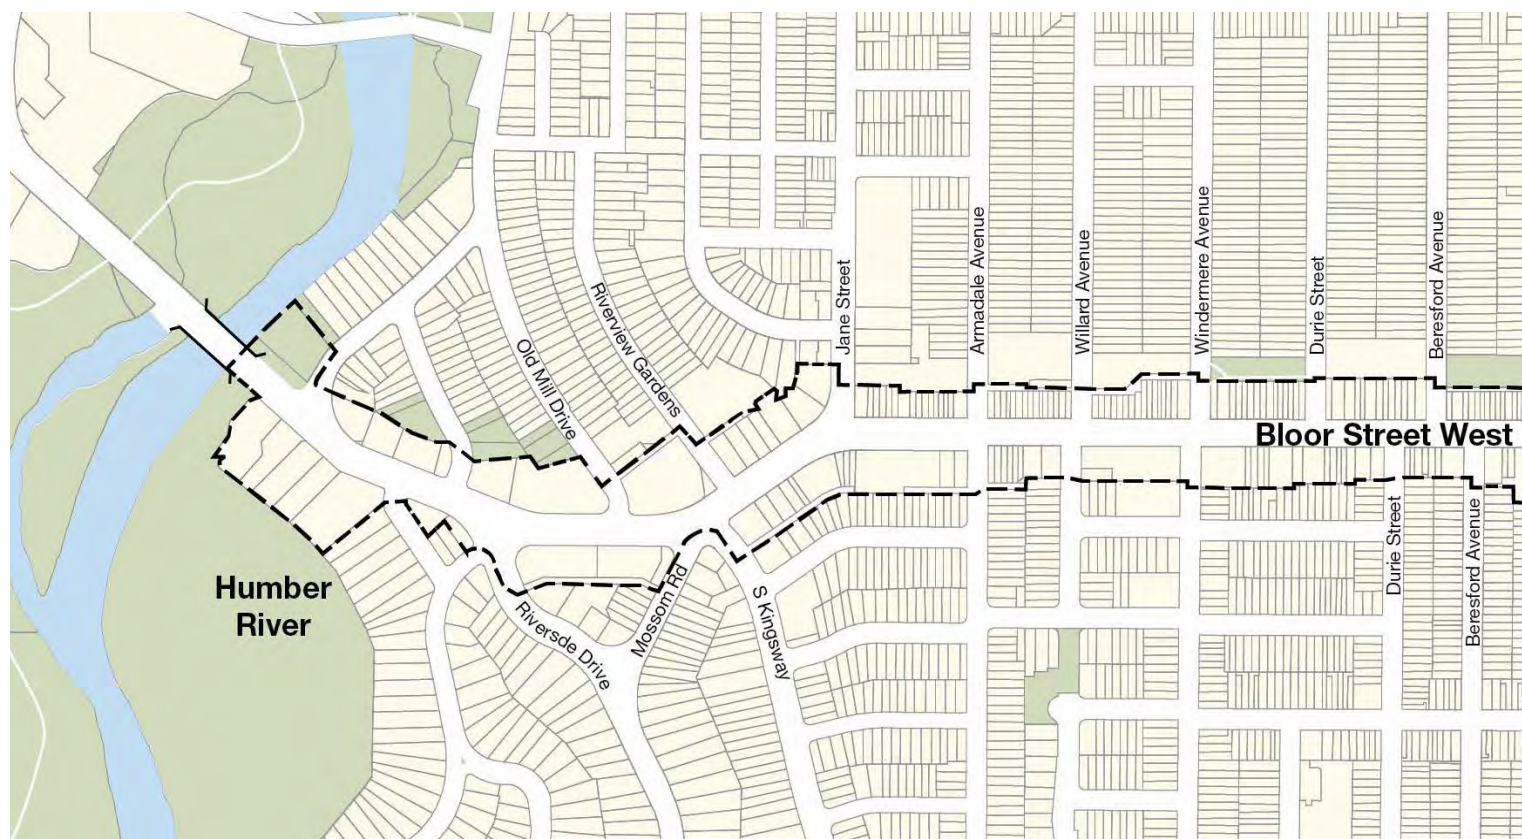 Jane Street
Armadale Avenue
Willard Avenue
Windermere Avenue
Durie Street
Beresford Avenue
Riverview Gardens
Old Mill Drive
Bloor Street West
Humber
River
Riversde Drive
Mossom Rd
S Kingsway
Durie Street
Beresford Avenue